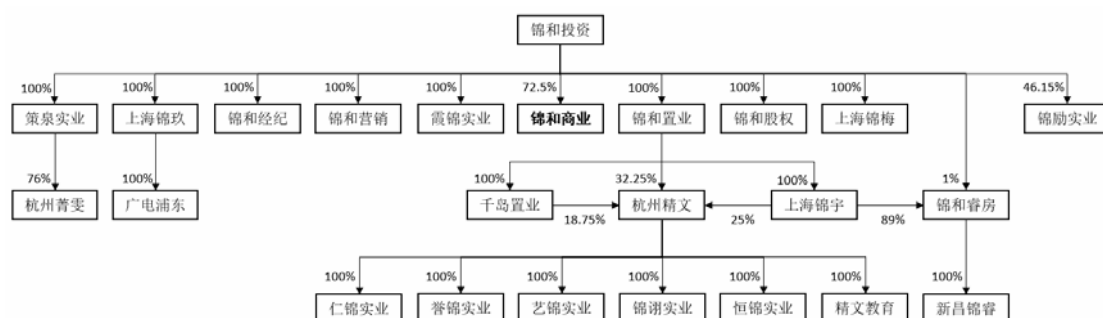 锦和投资
100% 100% 100% 100% 100% 72.5% 100% 100% 100% 46.15%
策泉实业 上海锦玖 锦和经纪 锦和营销 霞锦实业 锦和商业 锦和置业 锦和股权 上海锦梅 锦励实业
76% 100% 100% 32.25% 100% 1%
杭州菁雯 广电浦东 千岛置业 杭州精文 上海锦宇 锦和睿房
18.75% 25% 89%
100% 100% 100% 100% 100% 100% 100%
仁锦实业 誉锦实业 艺锦实业 锦诩实业 恒锦实业 精文教育 新昌锦睿